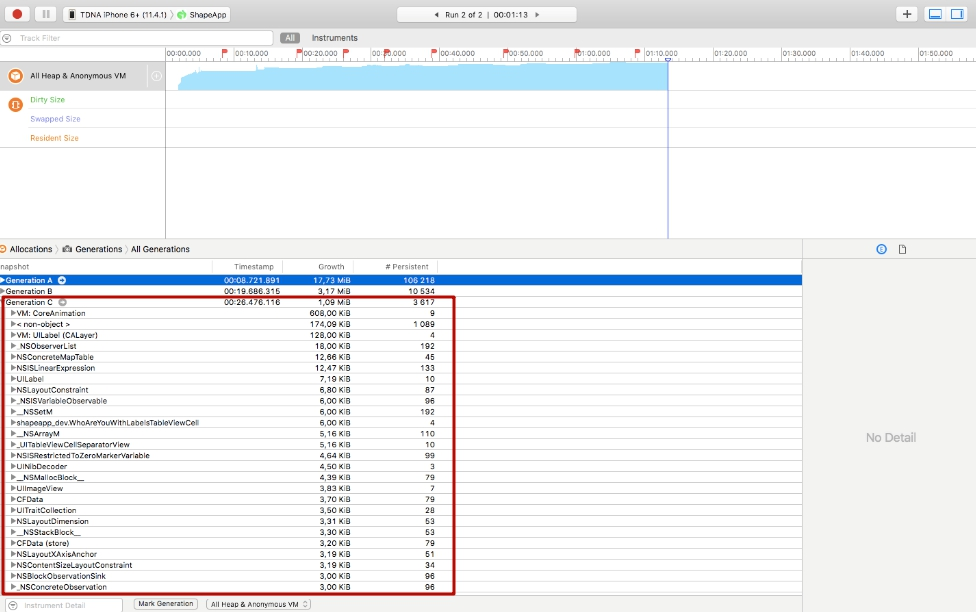 TDNA iPhone 6+ (11.4.1) ShapeApp
Run 2 of 2 | 00:01:13
Track Filter All Instruments
00:00.000 00:10.000 00:20.000 00:30.000 00:40.000 00:50.000 01:00.000 01:10.000 01:20.000 01:30.000 01:40.000 01:50.000
All Heap & Anonymous VM
Dirty Size
Swapped Size
Resident Size
Allocations Generations All Generations
napshot Timestamp Growth # Persistent
Generation A 00:08.721.891 17,73 MiB 106 218
Generation B 00:19.686.315 3,17 MiB 10 534
Generation C 00:26.476.116 1,09 MiB 3 617
VM: CoreAnimation 608,00 KiB 9
< non-object > 174,09 KiB 1 089
VM: UILabel (CALayer) 128,00 KiB 4
_NSObserverList 18,00 KiB 192
NSConcreteMapTable 12,66 KiB 45
NSISLinearExpression 12,47 KiB 133
UILabel 7,19 KiB 10
NSLayoutConstraint 6,80 KiB 87
_NSISVariableObservable 6,00 KiB 96
__NSSetM 6,00 KiB 192
shapeapp_dev.WhoAreYouWithLabelsTableViewCell 6,00 KiB 4
__NSArrayM 5,16 KiB 110
_UITableViewCellSeparatorView 5,16 KiB 10
NSISRestrictedToZeroMarkerVariable 4,64 KiB 99
UINibDecoder 4,50 KiB 3
__NSMallocBlock__ 4,39 KiB 79
UIImageView 3,83 KiB 7
CFData 3,70 KiB 79
UITraitCollection 3,50 KiB 28
NSLayoutDimension 3,31 KiB 53
__NSStackBlock__ 3,30 KiB 53
CFData (store) 3,20 KiB 79
NSLayoutXAxisAnchor 3,19 KiB 51
NSContentSizeLayoutConstraint 3,19 KiB 34
NSBlockObservationSink 3,00 KiB 96
_NSConcreteObservation 3,00 KiB 96
No Detail
Instrument Detail Mark Generation All Heap & Anonymous VM